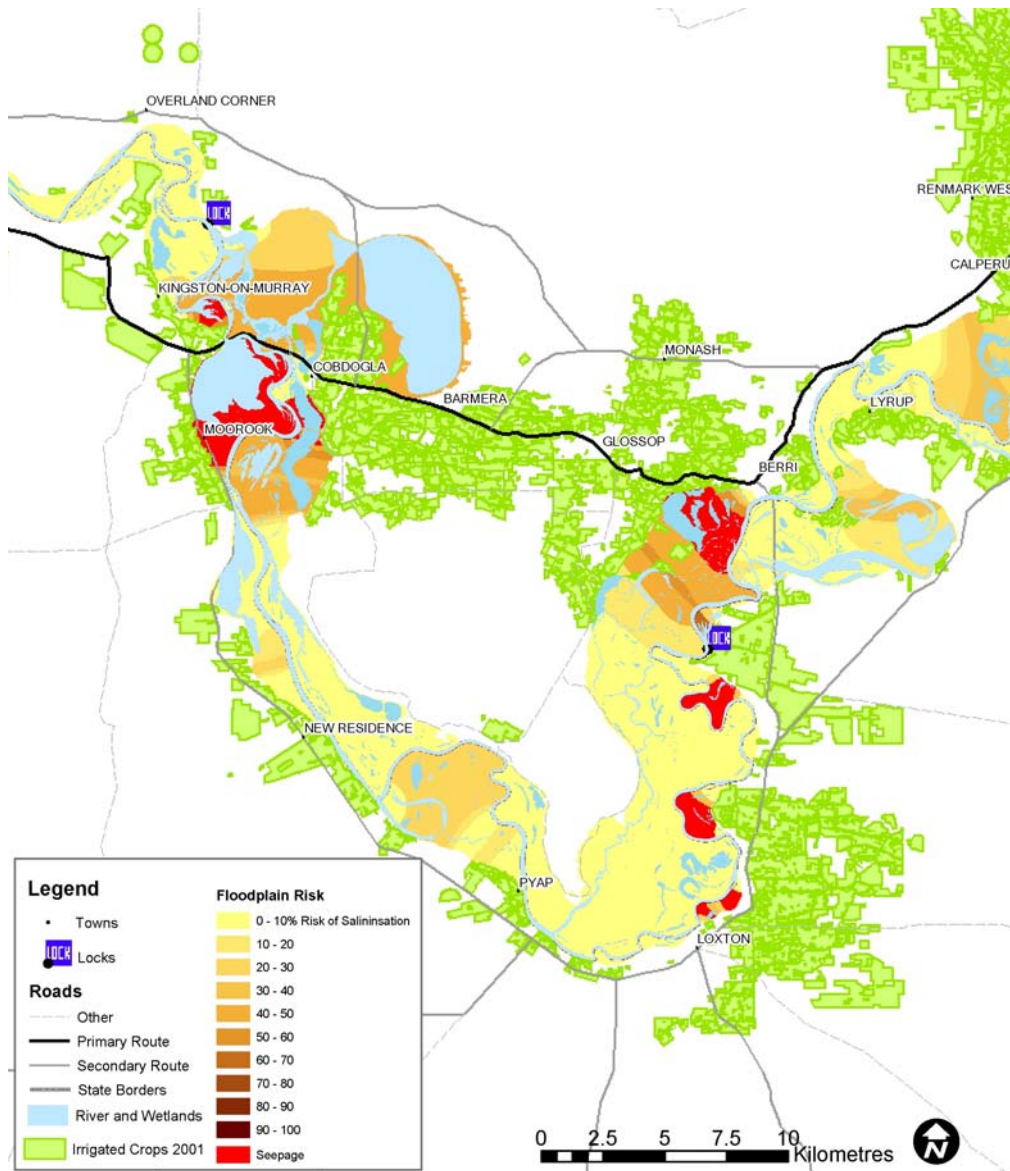 OVERLAND CORNER
RENMARK WES
LOCK
CALPERU
KINGSTON-ON-MURRAY
MONASH
COBDOGLA
BARMERA
LYRUP
MOOROOK
GLOSSOP
BERRI
LOCK
NEW RESIDENCE
PYAP
LOXTON
Legend
Towns
LOCK
Locks
Roads
Other
Primary Route
Secondary Route
State Borders
River and Wetlands
Irrigated Crops 2001
Floodplain Risk
0 - 10% Risk of Salininsation
10 - 20
20 - 30
30 - 40
40 - 50
50 - 60
60 - 70
70 - 80
80 - 90
90 - 100
Seepage
0 2.5 5 7.5 10
Kilometres
N